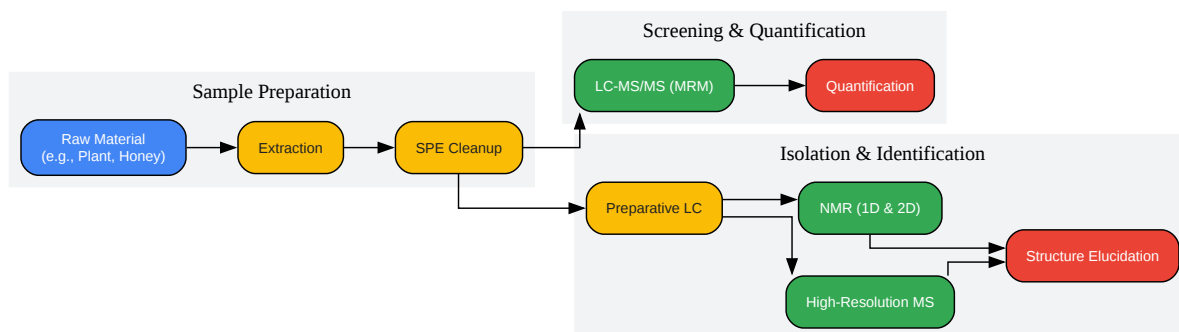 Screening & Quantification
LC-MS/MS (MRM)
Quantification
Sample Preparation
Raw Material
(e.g., Plant, Honey)
Extraction
SPE Cleanup
Isolation & Identification
Preparative LC
NMR (1D & 2D)
Structure Elucidation
High-Resolution MS